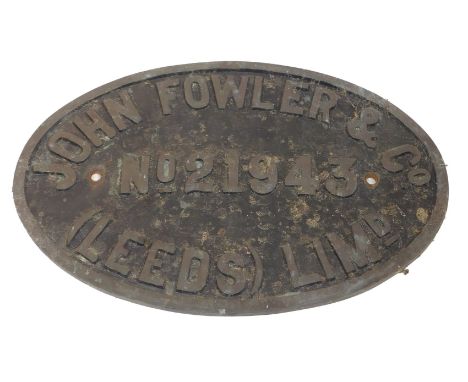 JOHN FOWLER & Co
No 21943
(LEEDS) LIMD